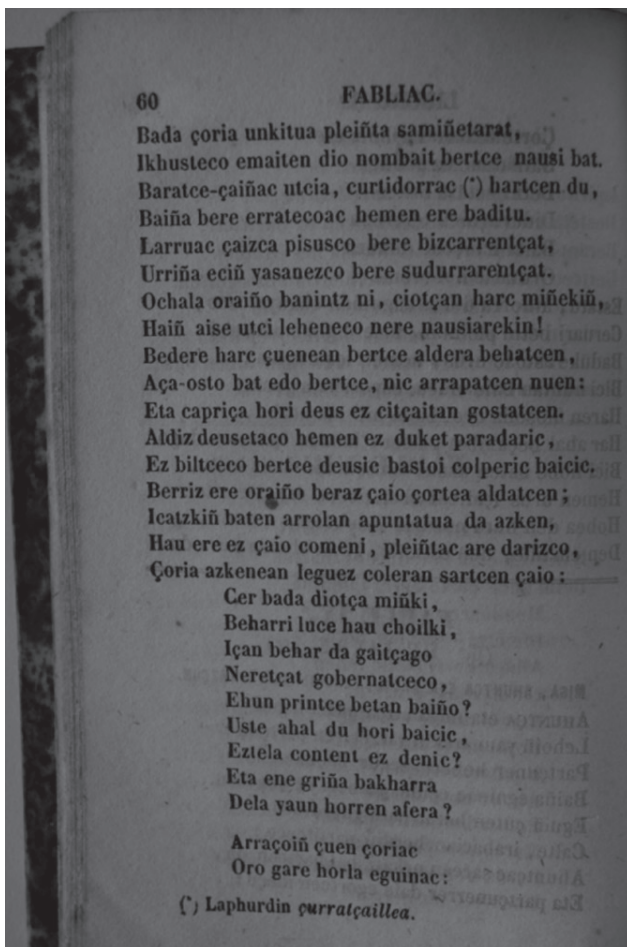 60 FABLIAC.
Bada çoria unkitua pleiñta samiñetarat,
Ikhusteco emaiten dio nombait bertce nausi bat.
Baratce-çaiñac utcia, curtidorrac (*) hartcen du,
Baiña bere erratecoac hemen ere baditu.
Larruac çaizca pisusco bere bizcarrentçat,
Urriña eciñ yasanezco bere sudurrarentçat.
Ochala oraiño banintz ni, ciotçan harc miñekiñ,
Haiñ aise utci leheneco nere nausiarekin!
Bedere harc çuenean bertce aldera behatcen,
Aça-osto bat edo bertce, nic arrapatcen nuen:
Eta capriça hori deus ez citçaitan gostatcen.
Aldiz deusetaco hemen ez duket paradaric,
Ez biltceco bertce deusic bastoi colperic baicic.
Berriz ere oraiño beraz çaio çortea aldatcen;
Icatzkiñ baten arrolan apuntatua da azken,
Hau ere ez çaio comeni, pleiñtac are darizco,
Çoria azkenean leguez coleran sartcen çaio:
Cer bada diotça miñki,
Beharri luce hau choilki,
Içan behar da gaitçago
Neretçat gobernatceco,
Ehun printce betan baiño?
Uste ahal du hori baicic,
Eztela content ez denic?
Eta ene griña bakharra
Dela yaun horren afera?
Arraçoiñ çuen çoriac
Oro gare horla eguinac:
(*) Laphurdin çurratçaillea.